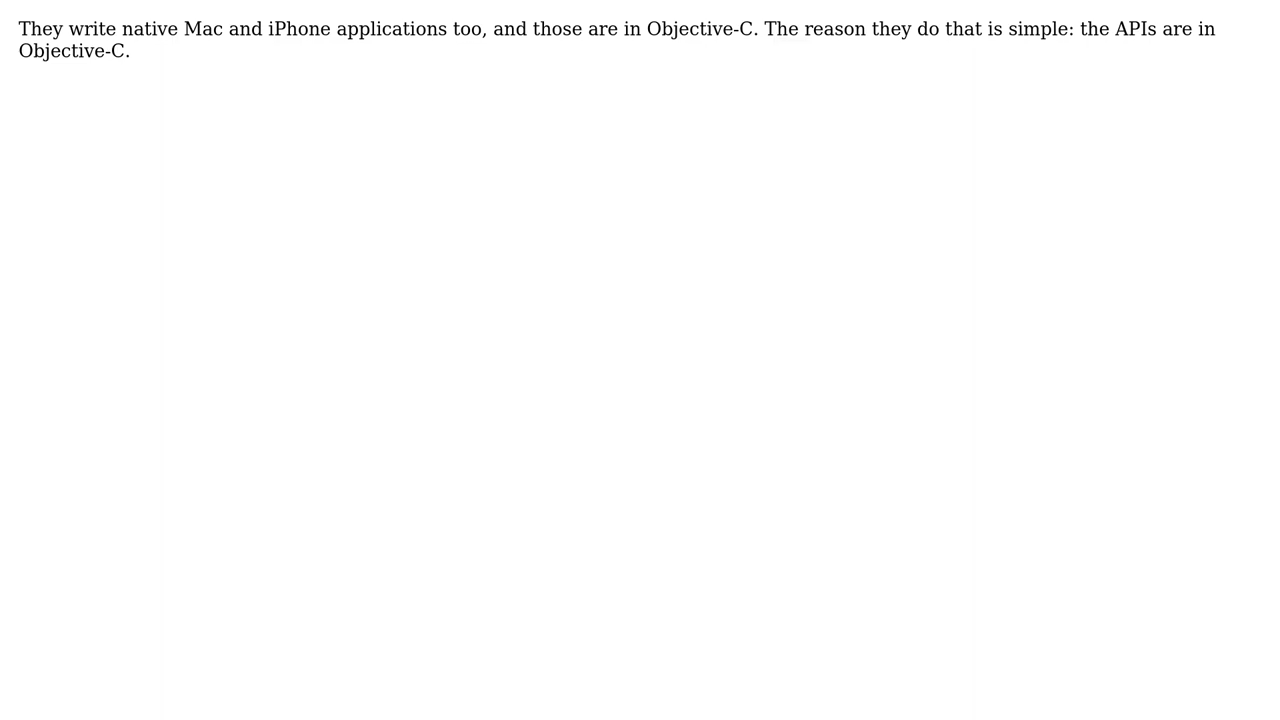 They write native Mac and iPhone applications too, and those are in Objective-C. The reason they do that is simple: the APIs are in
Objective-C.